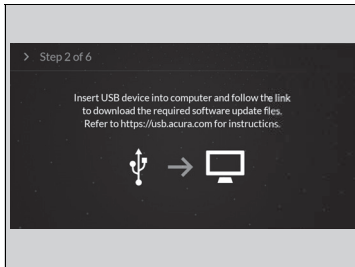 > Step 2 of 6
Insert USB device into computer and follow the link
to download the required software update files.
Refer to https://usb.acura.com for instructions.